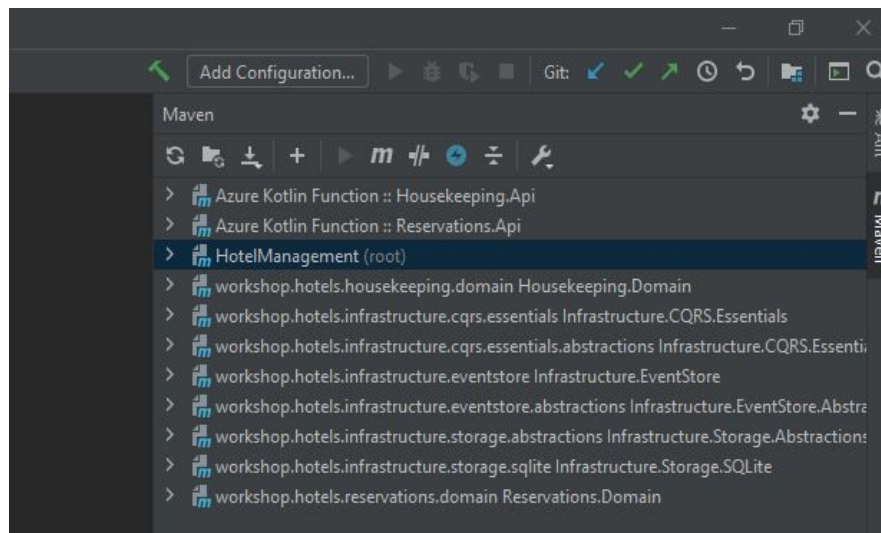 Add Configuration... Git:
Maven
Azure Kotlin Function :: Housekeeping.Api
Azure Kotlin Function :: Reservations.Api
HotelManagement (root)
workshop.hotels.housekeeping.domain Housekeeping.Domain
workshop.hotels.infrastructure.cqrs.essentials Infrastructure.CQRS.Essentials
workshop.hotels.infrastructure.cqrs.essentials.abstractions Infrastructure.CQRS.Essentia
workshop.hotels.infrastructure.eventstore Infrastructure.EventStore
workshop.hotels.infrastructure.eventstore.abstractions Infrastructure.EventStore.Abstra
workshop.hotels.infrastructure.storage.abstractions Infrastructure.Storage.Abstractions
workshop.hotels.infrastructure.storage.sqlite Infrastructure.Storage.SQLite
workshop.hotels.reservations.domain Reservations.Domain
Maven